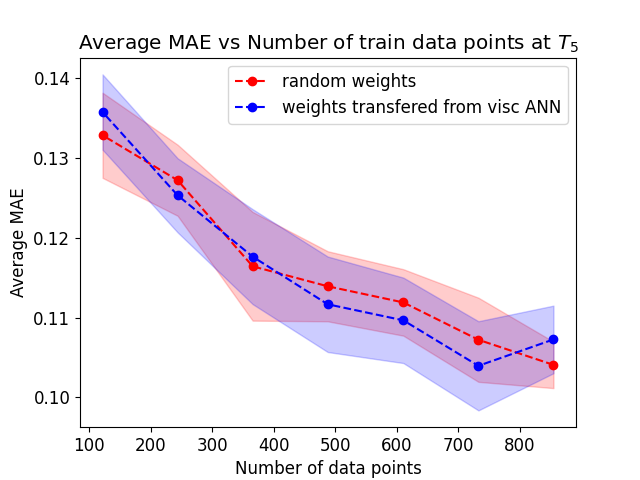 Average MAE vs Number of train data points at T₅
random weights
weights transfered from visc ANN
Average MAE
0.14
0.13
0.12
0.11
0.10
100 200 300 400 500 600 700 800
Number of data points